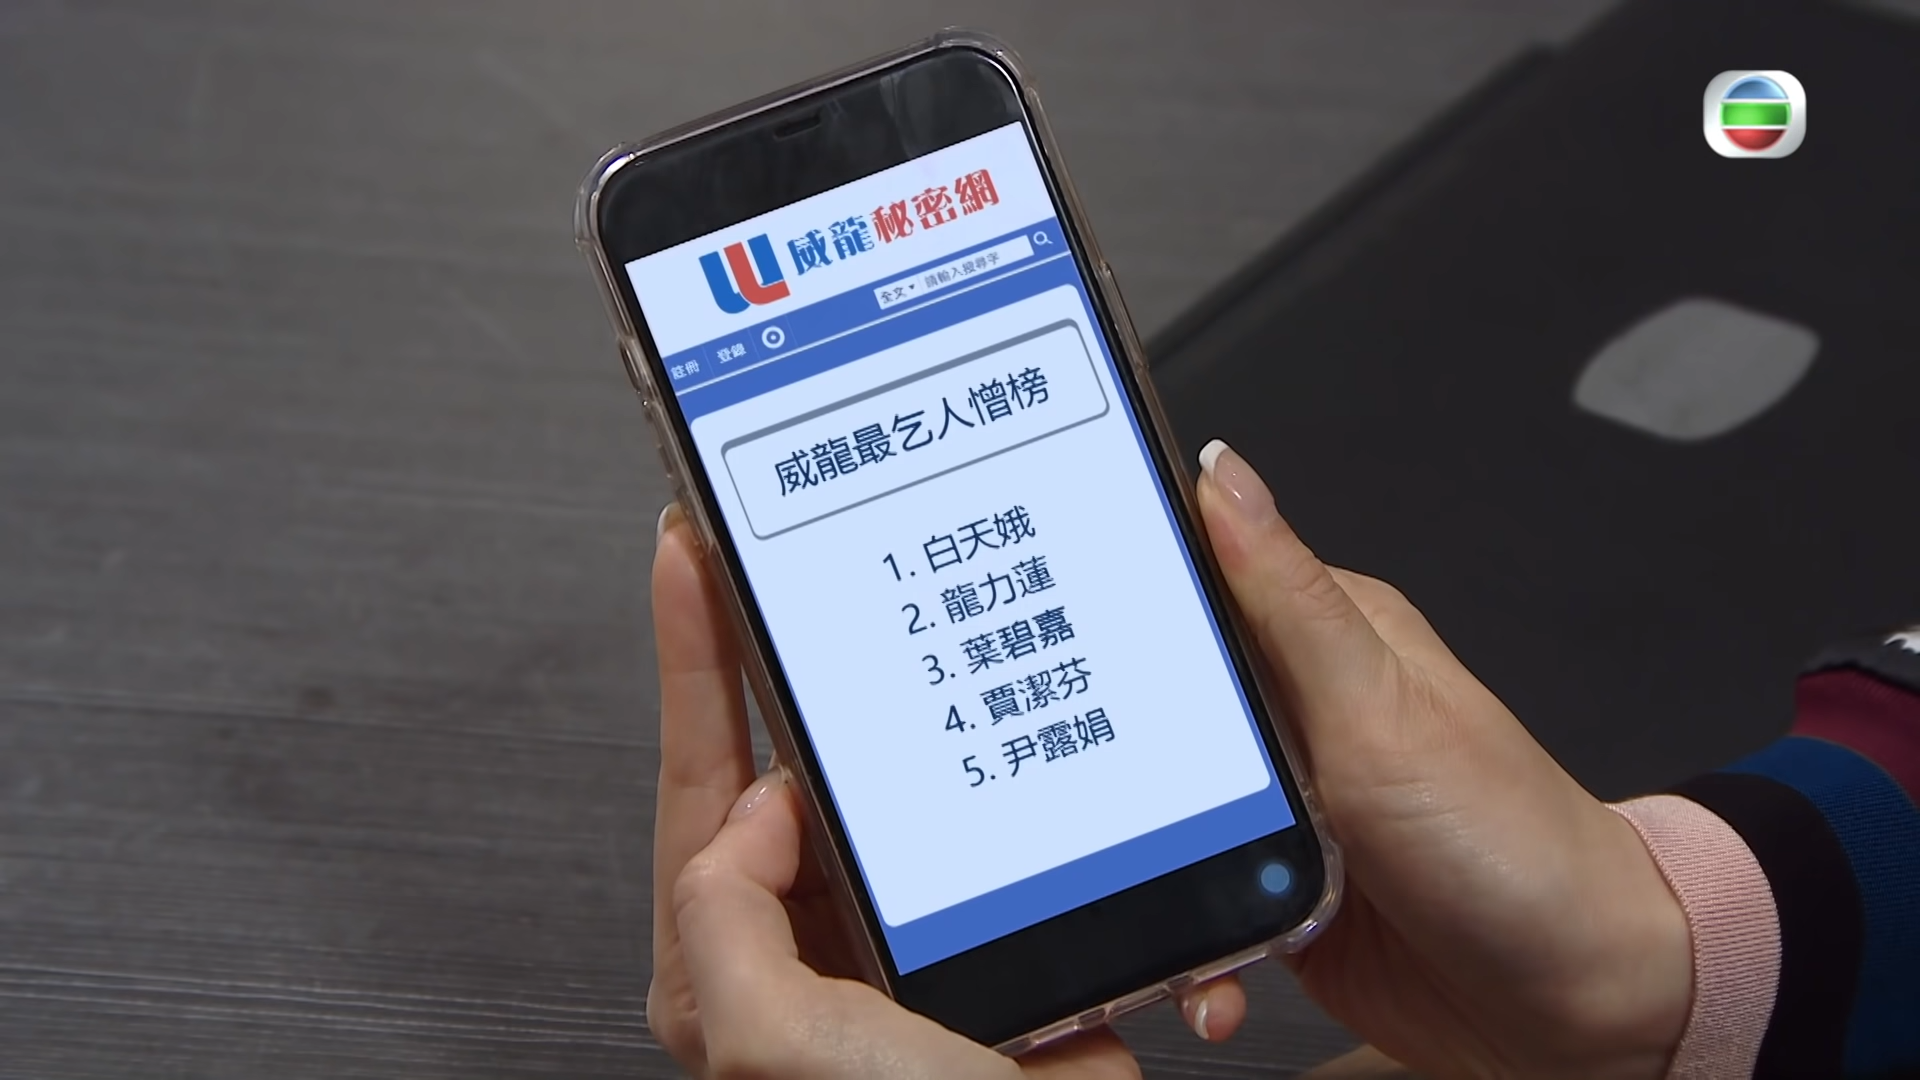 威龍秘密網
全文 請輸入搜尋字
註冊 登錄
威龍最乞人憎榜
1. 白天娥
2. 龍力蓮
3. 葉碧嘉
4. 賈潔芬
5. 尹露娟